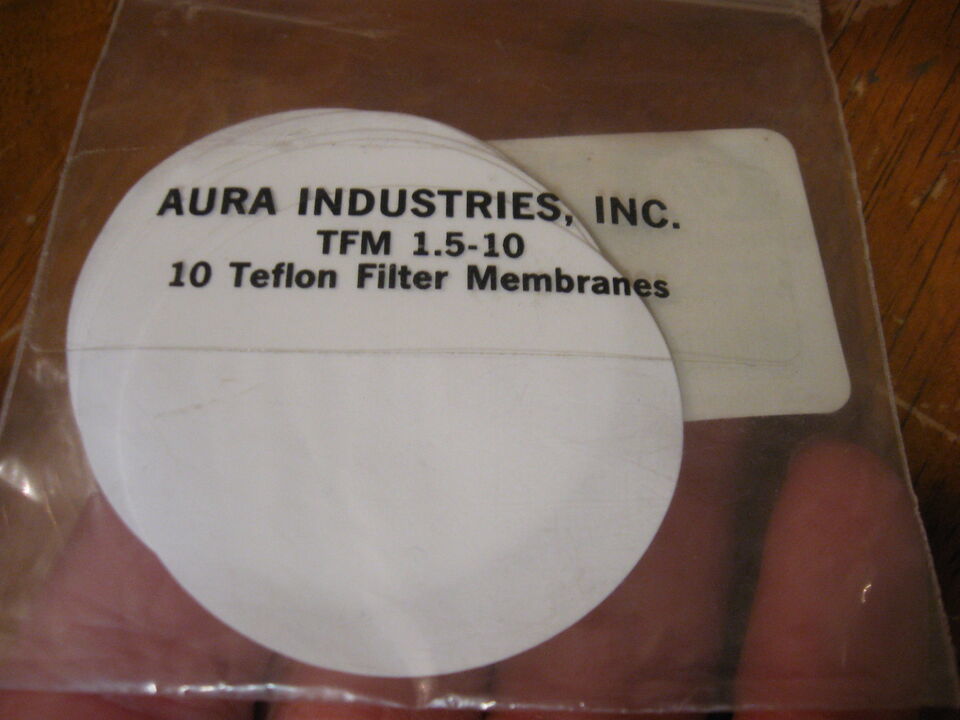 AURA INDUSTRIES, INC.
TFM 1.5-10
10 Teflon Filter Membranes